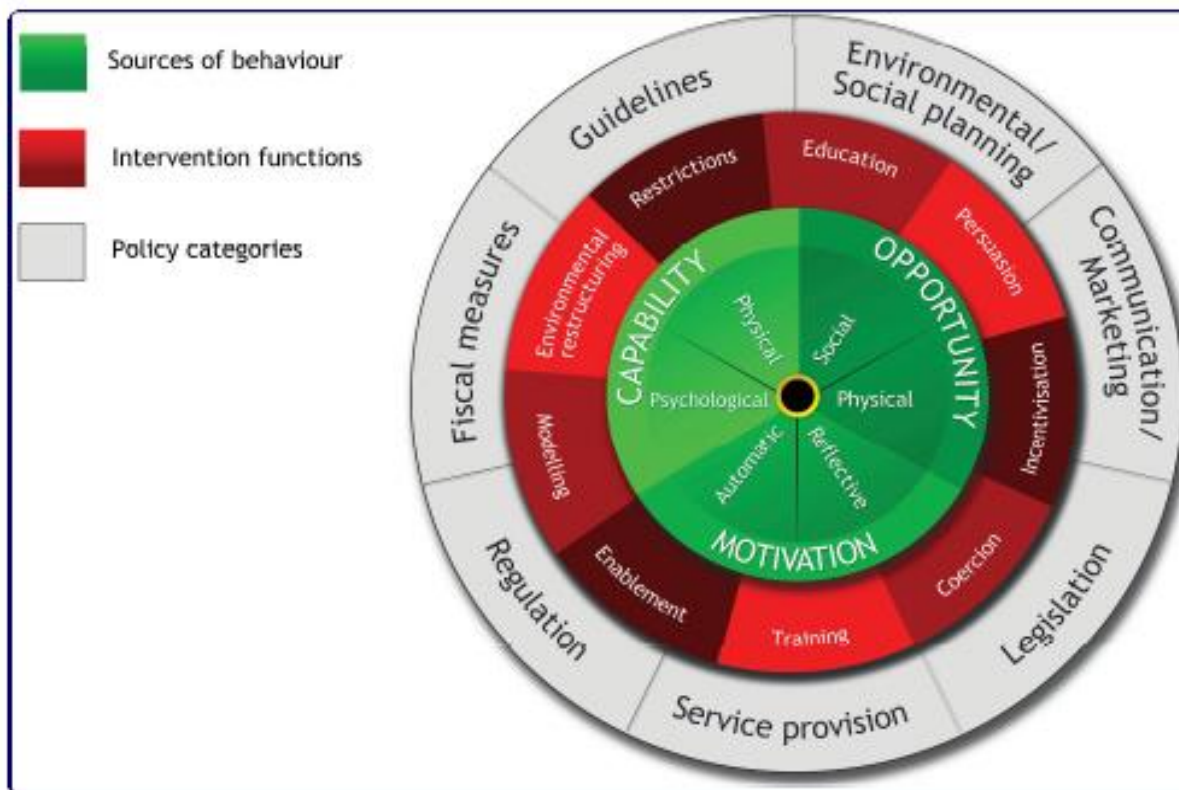 Sources of behaviour
Intervention functions
Policy categories
Guidelines
Environmental/
Social planning
Communication/
Marketing
Legislation
Service provision
Regulation
Fiscal measures
Restrictions
Education
Persuasion
Incentivisation
Coercion
Training
Enablement
Modelling
Environmental
restructuring
CAPABILITY
OPPORTUNITY
MOTIVATION
Physical
Social
Psychological
Physical
Automatic
Reflective